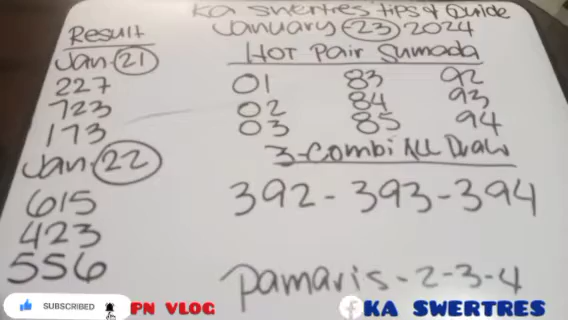 Ka Swertres tips & Guide
January 23 2024
Result
Jan. 21
227
723
173
Jan. 22
615
423
556
Hot Pair Sumada
01 83 92
02 84 93
03 85 94
3-Combi All Draw
392 - 393 - 394
Pamaris - 2 - 3 - 4
SUBSCRIBED
PN VLOG
KA SWERTRES